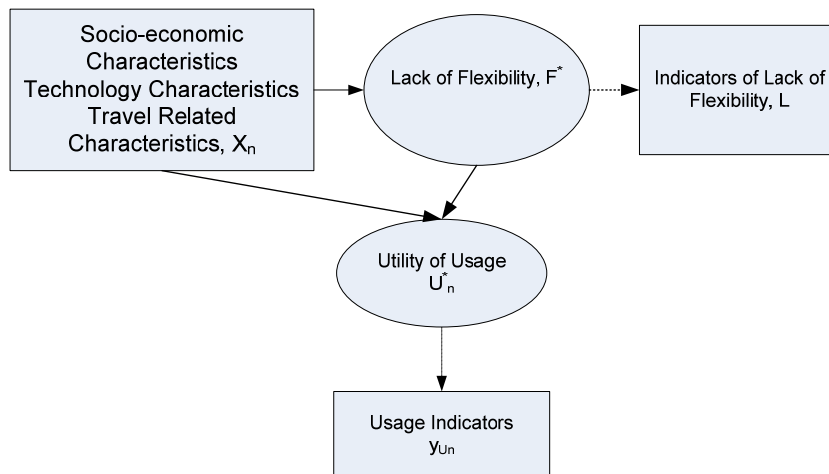 Socio-economic
Characteristics
Technology Characteristics
Travel Related
Characteristics, Xn
Lack of Flexibility, F*
Indicators of Lack of
Flexibility, L
Utility of Usage
U*n
Usage Indicators
yUn